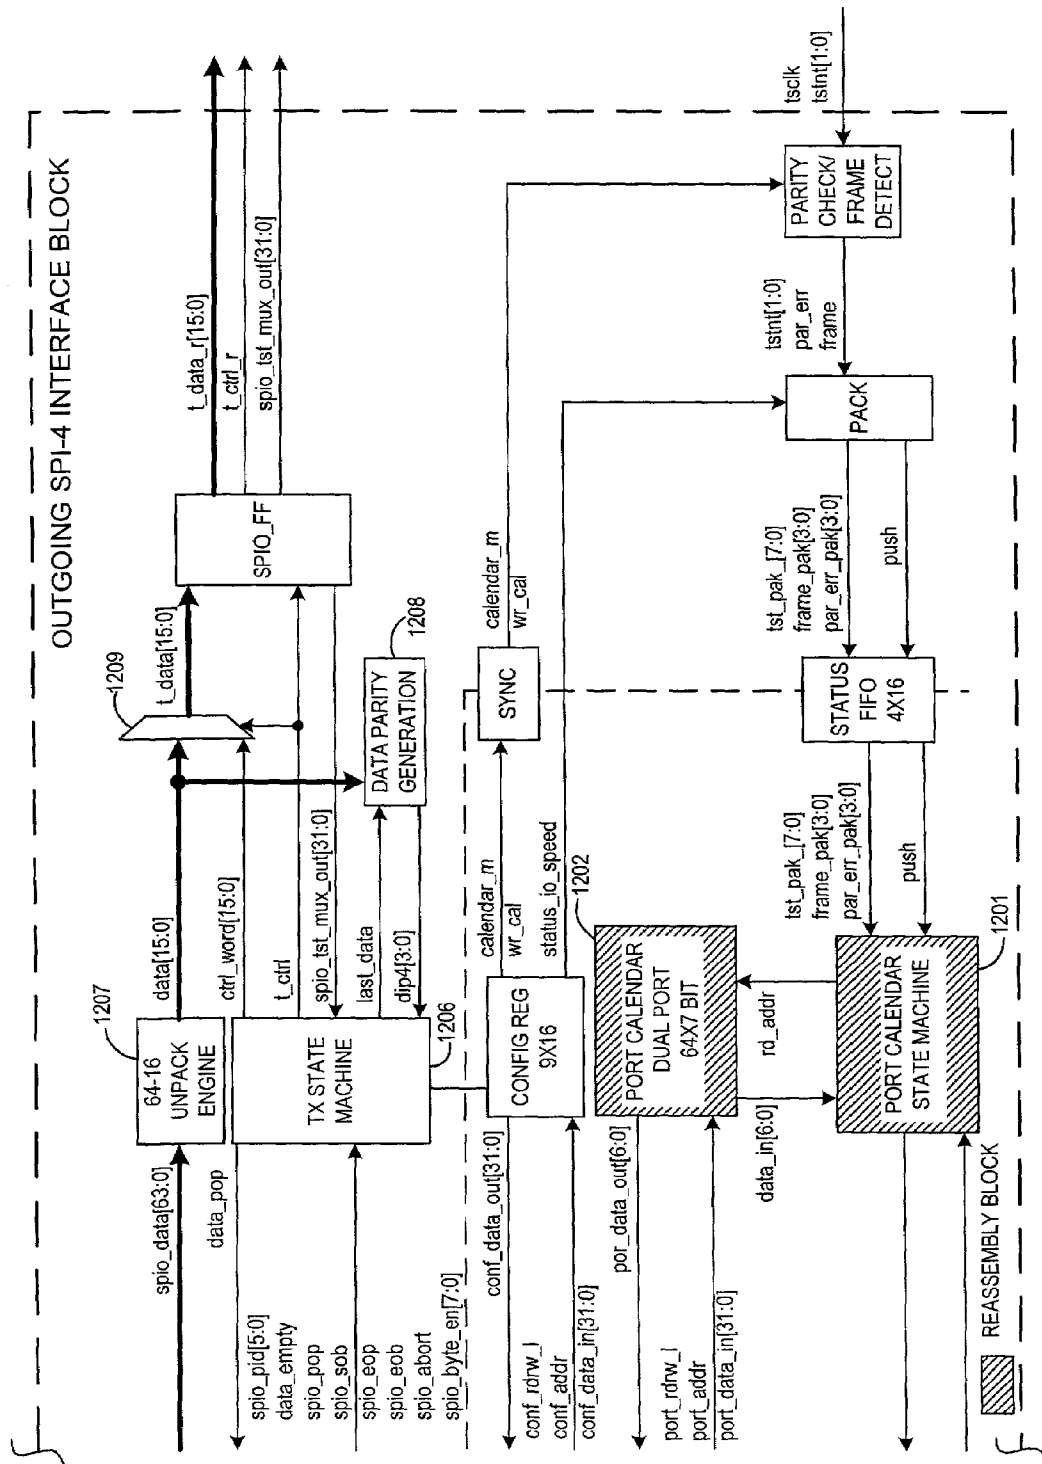 OUTGOING SPI-4 INTERFACE BLOCK
spio_data[63:0]
1207
64-16
UNPACK
ENGINE
data[15:0]
1209
t_data[15:0]
SPIO_FF
t_data_r[15:0]
t_ctrl_r
spio_tst_mux_out[31:0]
data_pop
spio_pid[5:0]
data_empty
spio_pop
spio_sob
spio_eop
spio_eob
spio_abort
spio_byte_en[7:0]
TX STATE
MACHINE
1206
ctrl_word[15:0]
t_ctrl
spio_tst_mux_out[31:0]
last_data
dip4[3:0]
DATA PARITY
GENERATION
1208
conf_data_out[31:0]
conf_rdrw_l
conf_addr
conf_data_in[31:0]
CONFIG REG
9X16
calendar_m
wr_cal
status_io_speed
SYNC
calendar_m
wr_cal
por_data_out[6:0]
port_rdrw_l
port_addr
port_data_in[31:0]
PORT CALENDAR
DUAL PORT
64X7 BIT
1202
data_in[6:0]
rd_addr
PORT CALENDAR
STATE MACHINE
1201
tst_pak_[7:0]
frame_pak[3:0]
par_err_pak[3:0]
push
STATUS
FIFO
4X16
tst_pak_[7:0]
frame_pak[3:0]
par_err_pak[3:0]
push
PACK
tstnt[1:0]
par_err
frame
PARITY
CHECK/
FRAME
DETECT
tsclk
tstnt[1:0]
REASSEMBLY BLOCK